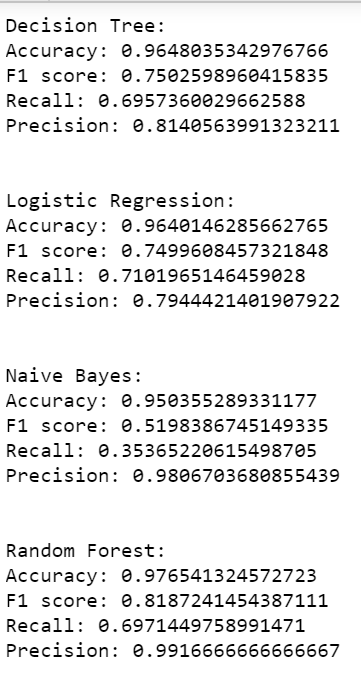 Decision Tree:
Accuracy: 0.9648035342976766
F1 score: 0.7502598960415835
Recall: 0.6957360029662588
Precision: 0.8140563991323211
Logistic Regression:
Accuracy: 0.9640146285662765
F1 score: 0.7499608457321848
Recall: 0.7101965146459028
Precision: 0.7944421401907922
Naive Bayes:
Accuracy: 0.950355289331177
F1 score: 0.5198386745149335
Recall: 0.35365220615498705
Precision: 0.9806703680855439
Random Forest:
Accuracy: 0.976541324572723
F1 score: 0.8187241454387111
Recall: 0.6971449758991471
Precision: 0.9916666666666667